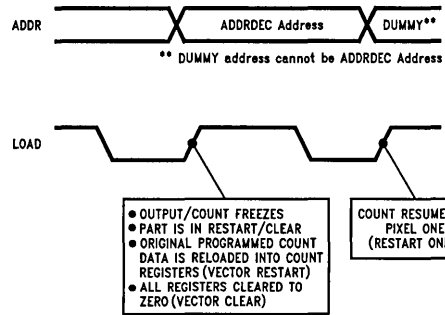 ADDR
ADDRDEC Address
DUMMY**
** DUMMY address cannot be ADDRDEC Address
LOAD
● OUTPUT/COUNT FREEZES
● PART IS IN RESTART/CLEAR
● ORIGINAL PROGRAMMED COUNT
DATA IS RELOADED INTO COUNT
REGISTERS (VECTOR RESTART)
● ALL REGISTERS CLEARED TO
ZERO (VECTOR CLEAR)
COUNT RESUME
PIXEL ONE
(RESTART ON